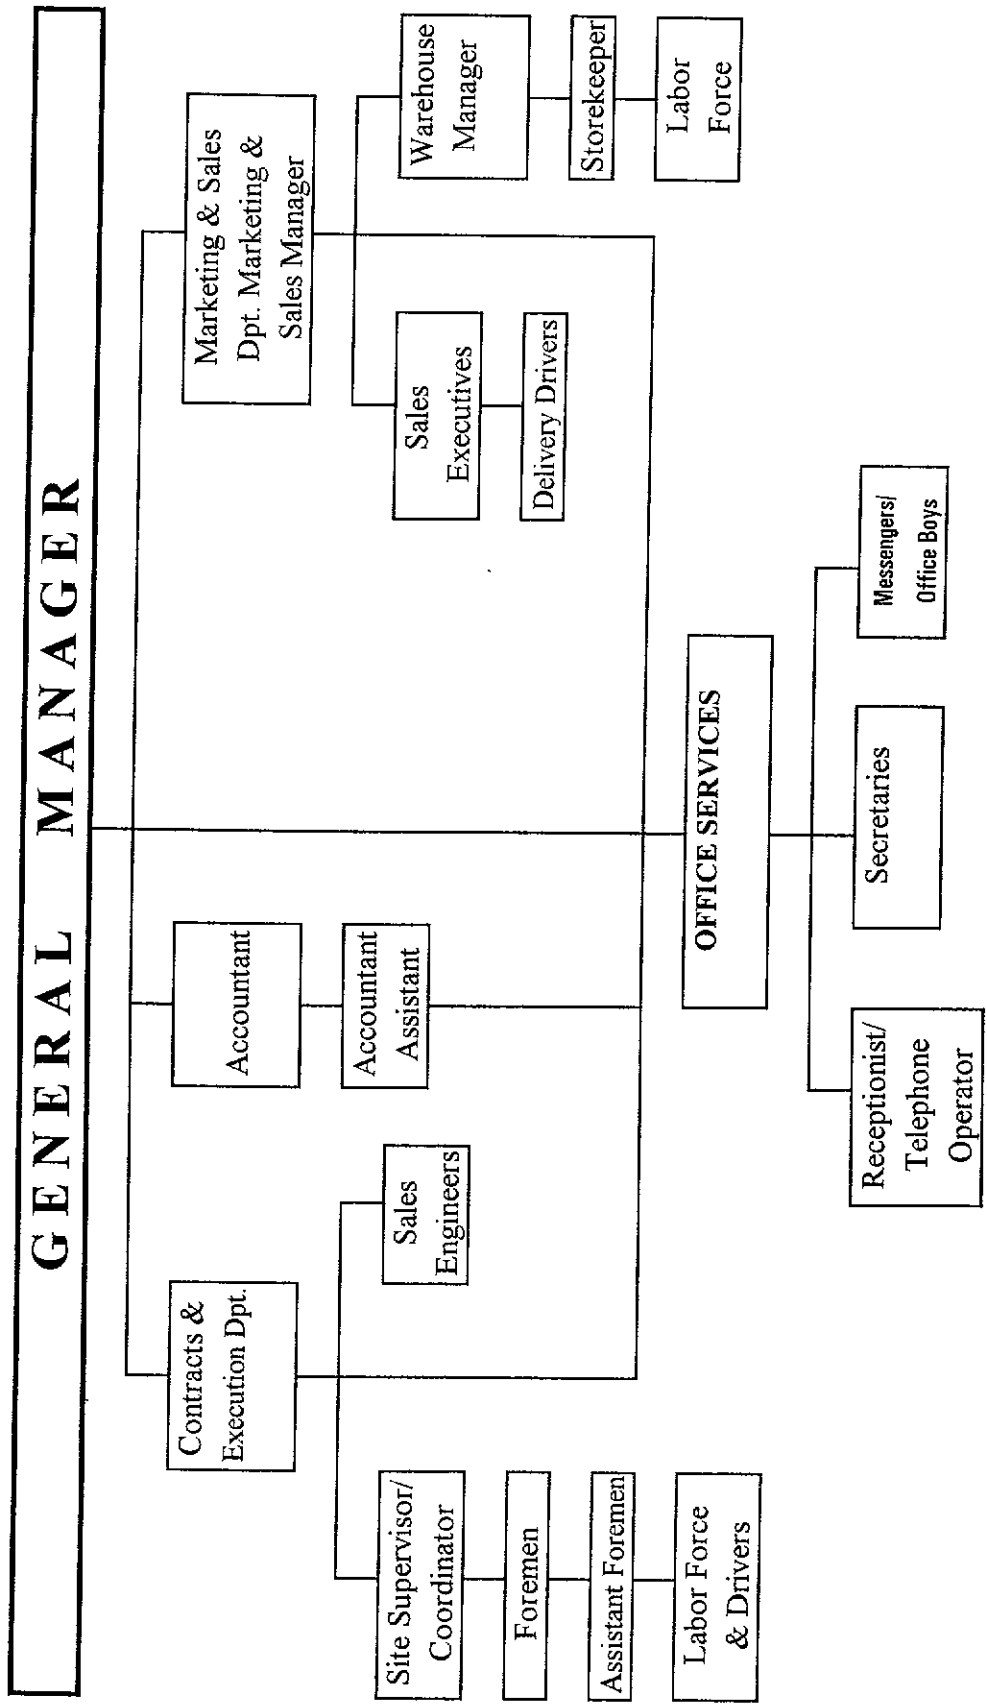 GENERAL MANAGER
Contracts &
Execution Dpt.
Accountant
Marketing & Sales
Dpt. Marketing &
Sales Manager
Accountant
Assistant
Site Supervisor/
Coordinator
Sales
Engineers
Sales
Executives
Warehouse
Manager
Foremen
Delivery Drivers
Storekeeper
Assistant Foremen
Labor Force
& Drivers
Labor
Force
OFFICE SERVICES
Receptionist/
Telephone
Operator
Secretaries
Messengers/
Office Boys